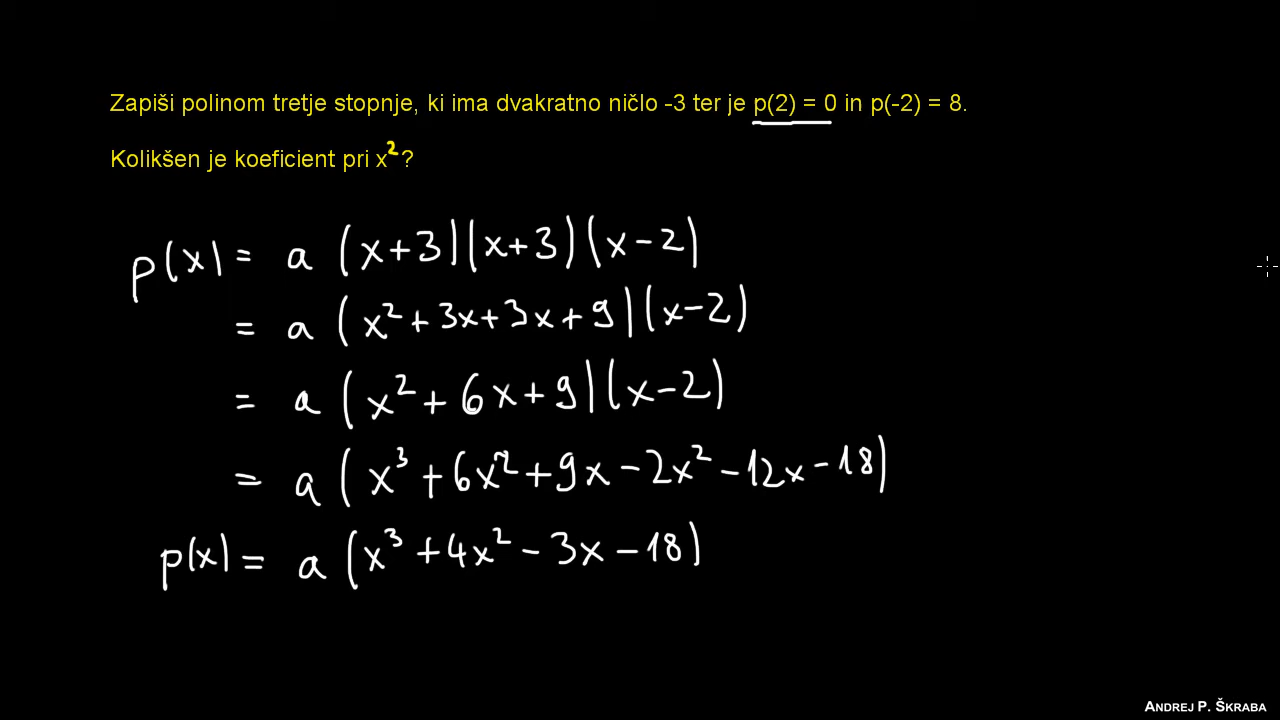 Zapiši polinom tretje stopnje, ki ima dvakratno ničlo -3 ter je p(2) = 0 in p(-2) = 8.
Kolikšen je koeficient pri x²?
p(x) = a (x+3)(x+3)(x-2)
= a (x² + 3x + 3x + 9)(x-2)
= a (x² + 6x + 9)(x-2)
= a (x³ + 6x² + 9x - 2x² - 12x - 18)
p(x) = a (x³ + 4x² - 3x - 18)
ANDREJ P. ŠKRABA